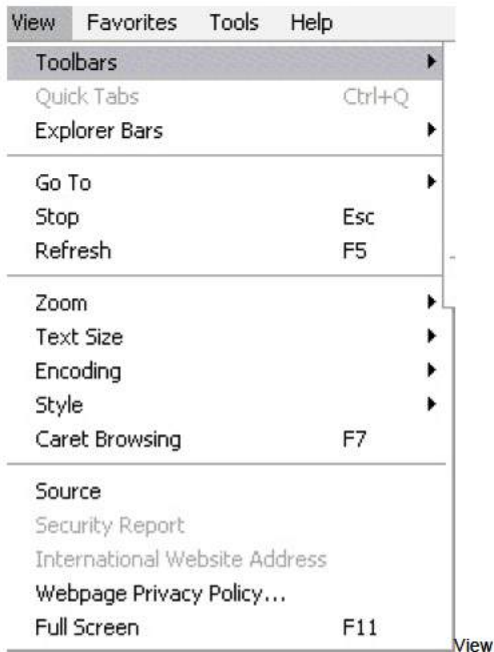 View Favorites Tools Help
Toolbars
Quick Tabs Ctrl+Q
Explorer Bars
Go To
Stop Esc
Refresh F5
Zoom
Text Size
Encoding
Style
Caret Browsing F7
Source
Security Report
International Website Address
Webpage Privacy Policy...
Full Screen F11
View